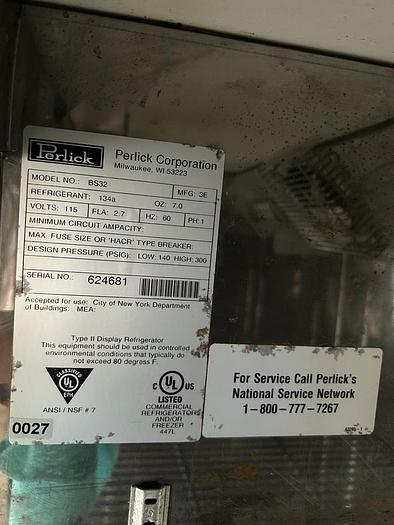 Perlick
Perlick Corporation
Milwaukee, WI 53223
MODEL NO.: BS32 MFG: 3E
REFRIGERANT: 134a OZ: 7.0
VOLTS: 115 FLA: 2.7 HZ: 60 PH:1
MINIMUM CIRCUIT AMPACITY:
MAX. FUSE SIZE OR 'HACR' TYPE BREAKER:
DESIGN PRESSURE (PSIG): LOW: 140 HIGH: 300
SERIAL NO.: 624681
Accepted for use: City of New York Department
of Buildings: MEA:
Type II Display Refrigerator
This equipment should be used in controlled
environmental conditions that typically do
not exceed 80 degrees F.
CLASSIFIED
UL
EPH
ANSI / NSF # 7
C UL US
LISTED
COMMERCIAL
REFRIGERATOR
AND/OR
FREEZER
447L
0027
For Service Call Perlick's
National Service Network
1-800-777-7267